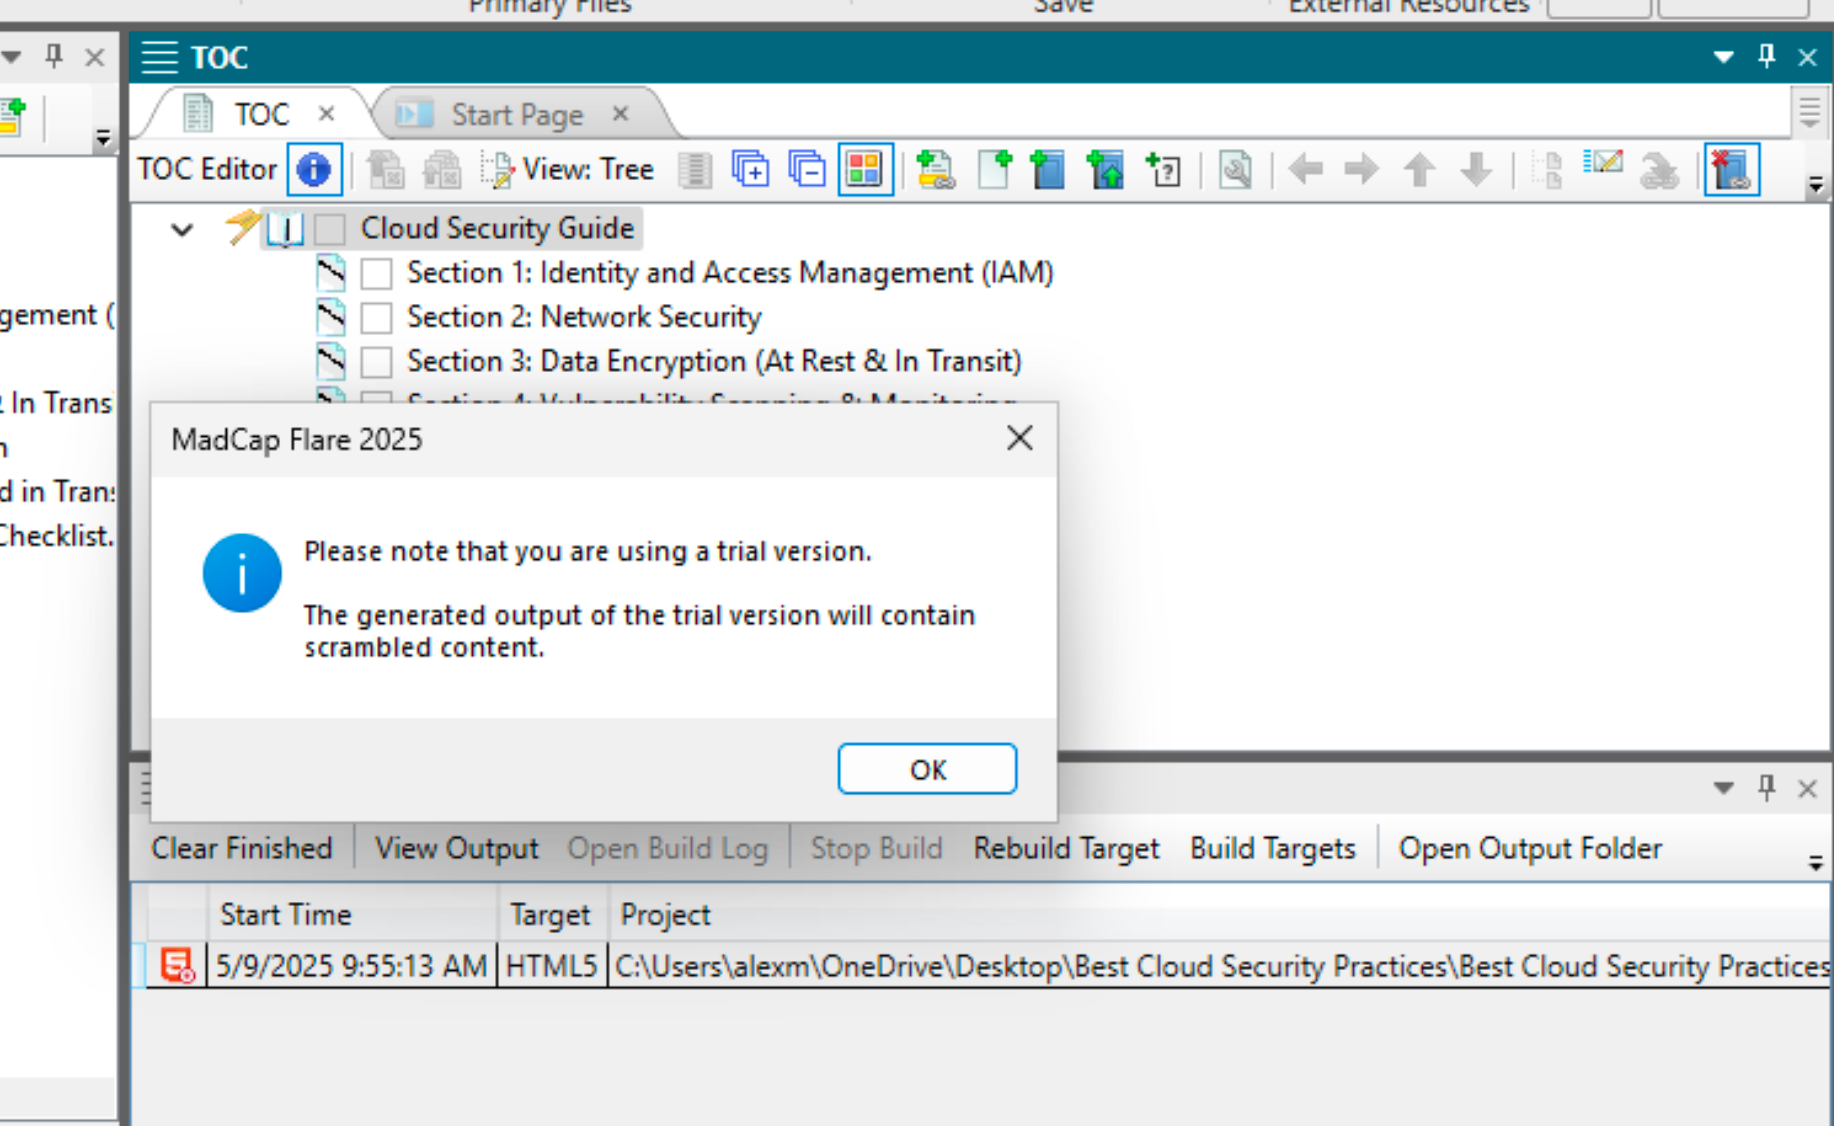 Primary Files
Save
External Resources
TOC
TOC
Start Page
TOC Editor
View: Tree
Cloud Security Guide
Section 1: Identity and Access Management (IAM)
Section 2: Network Security
Section 3: Data Encryption (At Rest & In Transit)
Section 4: Vulnerability Scanning & Monitoring
gement (
& In Trans
n
d in Trans
Checklist.
MadCap Flare 2025
Please note that you are using a trial version.
The generated output of the trial version will contain
scrambled content.
OK
Clear Finished
View Output
Open Build Log
Stop Build
Rebuild Target
Build Targets
Open Output Folder
Start Time
Target
Project
5/9/2025 9:55:13 AM
HTML5
C:\Users\alexm\OneDrive\Desktop\Best Cloud Security Practices\Best Cloud Security Practices